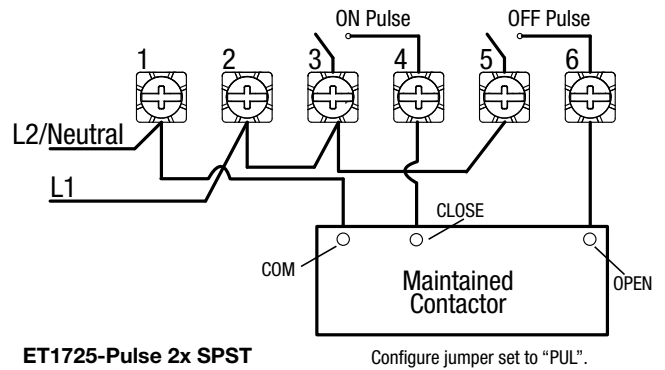 ON Pulse
OFF Pulse
1
2
3
4
5
6
L2/Neutral
L1
CLOSE
COM
OPEN
Maintained
Contactor
ET1725-Pulse 2x SPST
Configure jumper set to “PUL”.